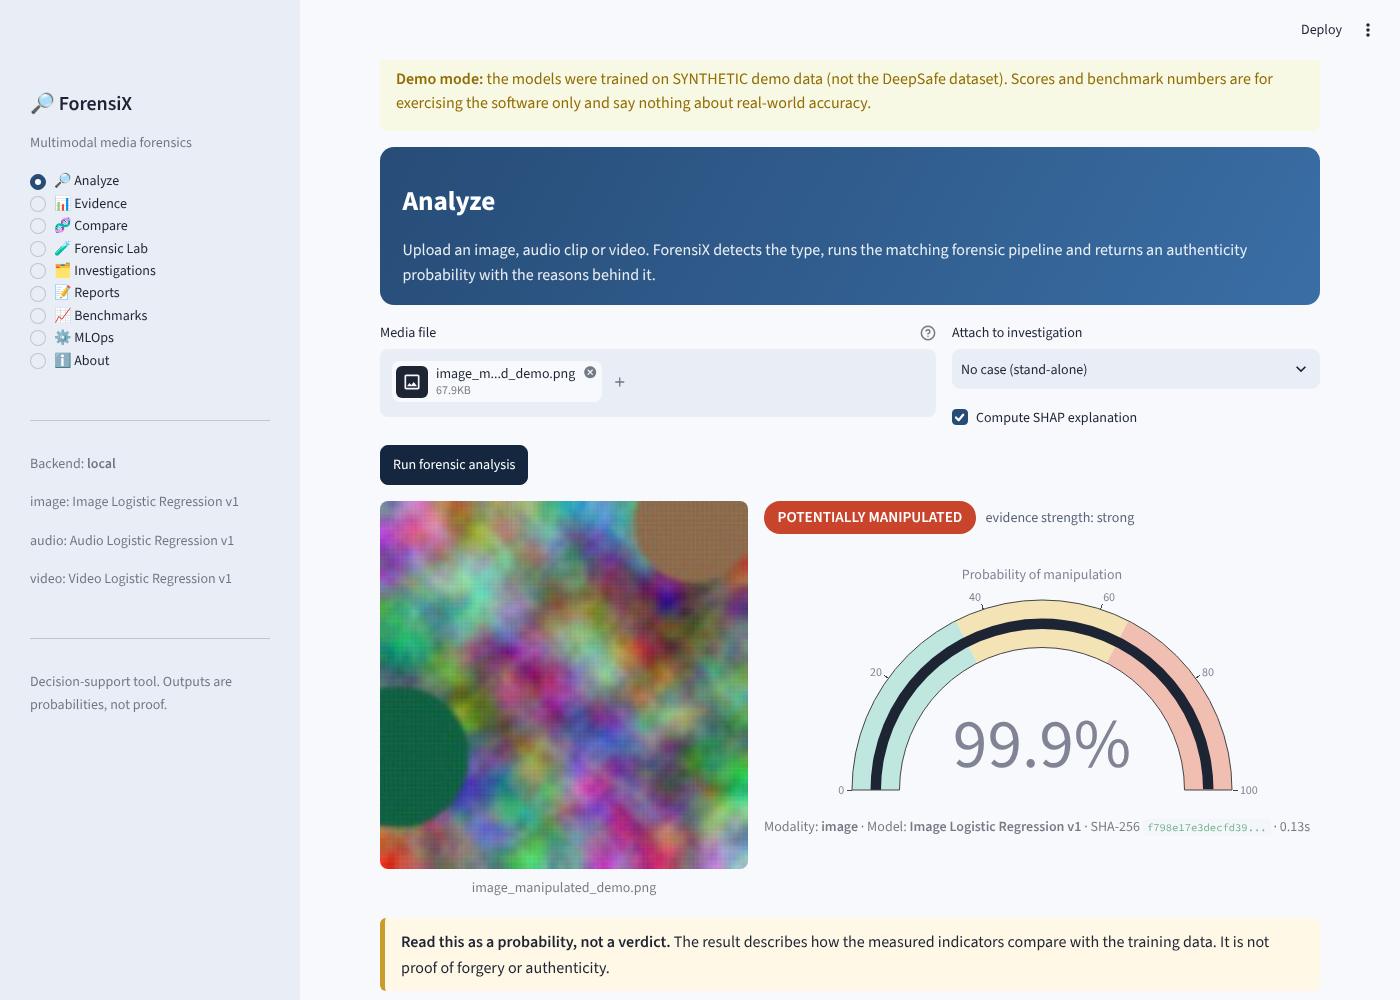 Deploy
ForensiX
Multimodal media forensics
Analyze
Evidence
Compare
Forensic Lab
Investigations
Reports
Benchmarks
MLOps
About
Backend: local
image: Image Logistic Regression v1
audio: Audio Logistic Regression v1
video: Video Logistic Regression v1
Decision-support tool. Outputs are
probabilities, not proof.
Demo mode: the models were trained on SYNTHETIC demo data (not the DeepSafe dataset). Scores and benchmark numbers are for
exercising the software only and say nothing about real-world accuracy.
Analyze
Upload an image, audio clip or video. ForensiX detects the type, runs the matching forensic pipeline and returns an authenticity
probability with the reasons behind it.
Media file
Attach to investigation
image_m...d_demo.png
67.9KB
No case (stand-alone)
Compute SHAP explanation
Run forensic analysis
POTENTIALLY MANIPULATED evidence strength: strong
Probability of manipulation
40 60
20 80
99.9%
0 100
Modality: image · Model: Image Logistic Regression v1 · SHA-256 f798e17e3decfd39... · 0.13s
image_manipulated_demo.png
Read this as a probability, not a verdict. The result describes how the measured indicators compare with the training data. It is not
proof of forgery or authenticity.